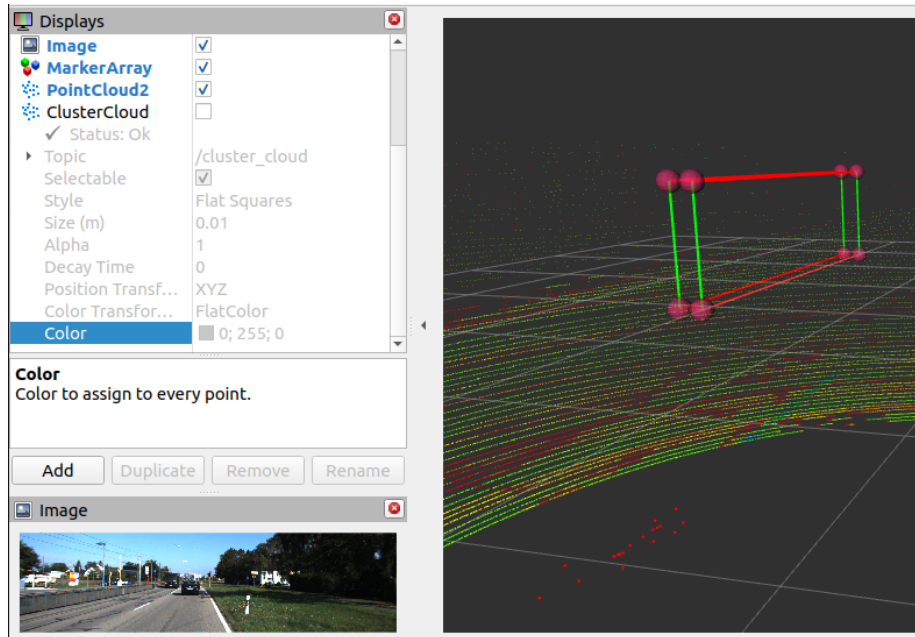 Displays
Image
MarkerArray
PointCloud2
ClusterCloud
Status: Ok
Topic /cluster_cloud
Selectable
Style Flat Squares
Size (m) 0.01
Alpha 1
Decay Time 0
Position Transf... XYZ
Color Transfor... FlatColor
Color 0; 255; 0
Color
Color to assign to every point.
Add Duplicate Remove Rename
Image